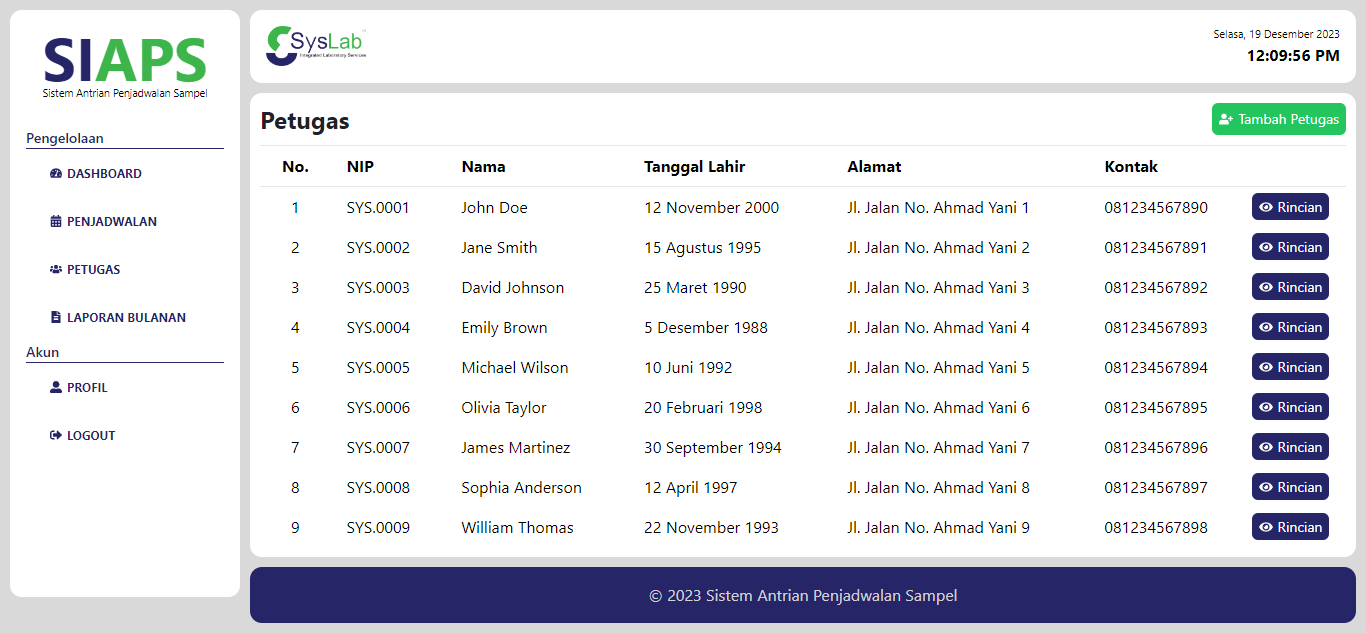 SIAPS
Sistem Antrian Penjadwalan Sampel
Pengelolaan
DASHBOARD
PENJADWALAN
PETUGAS
LAPORAN BULANAN
Akun
PROFIL
LOGOUT
SysLab
Integrated Laboratory Services
Selasa, 19 Desember 2023
12:09:56 PM
Petugas
Tambah Petugas
No. NIP Nama Tanggal Lahir Alamat Kontak
1 SYS.0001 John Doe 12 November 2000 Jl. Jalan No. Ahmad Yani 1 081234567890 Rincian
2 SYS.0002 Jane Smith 15 Agustus 1995 Jl. Jalan No. Ahmad Yani 2 081234567891 Rincian
3 SYS.0003 David Johnson 25 Maret 1990 Jl. Jalan No. Ahmad Yani 3 081234567892 Rincian
4 SYS.0004 Emily Brown 5 Desember 1988 Jl. Jalan No. Ahmad Yani 4 081234567893 Rincian
5 SYS.0005 Michael Wilson 10 Juni 1992 Jl. Jalan No. Ahmad Yani 5 081234567894 Rincian
6 SYS.0006 Olivia Taylor 20 Februari 1998 Jl. Jalan No. Ahmad Yani 6 081234567895 Rincian
7 SYS.0007 James Martinez 30 September 1994 Jl. Jalan No. Ahmad Yani 7 081234567896 Rincian
8 SYS.0008 Sophia Anderson 12 April 1997 Jl. Jalan No. Ahmad Yani 8 081234567897 Rincian
9 SYS.0009 William Thomas 22 November 1993 Jl. Jalan No. Ahmad Yani 9 081234567898 Rincian
© 2023 Sistem Antrian Penjadwalan Sampel